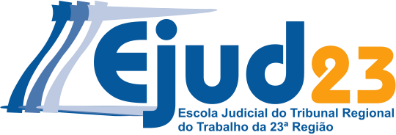 Ejud23
Escola Judicial do Tribunal Regional
do Trabalho da 23ª Região